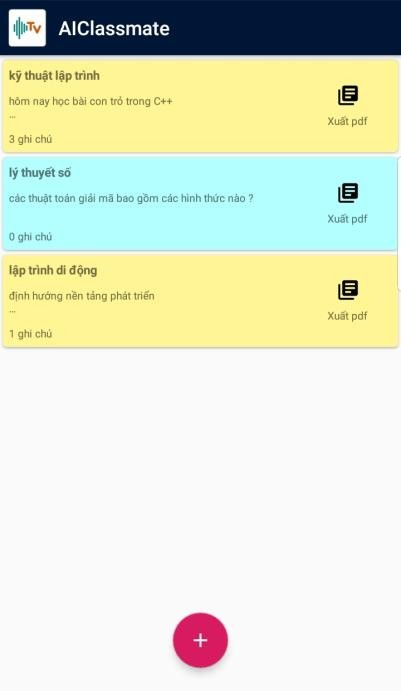 TV
AIClassmate
kỹ thuật lập trình
hôm nay học bài con trỏ trong C++
...
Xuất pdf
3 ghi chú
lý thuyết số
các thuật toán giải mã bao gồm các hình thức nào ?
Xuất pdf
0 ghi chú
lập trình di động
định hướng nền tảng phát triển
...
Xuất pdf
1 ghi chú
+